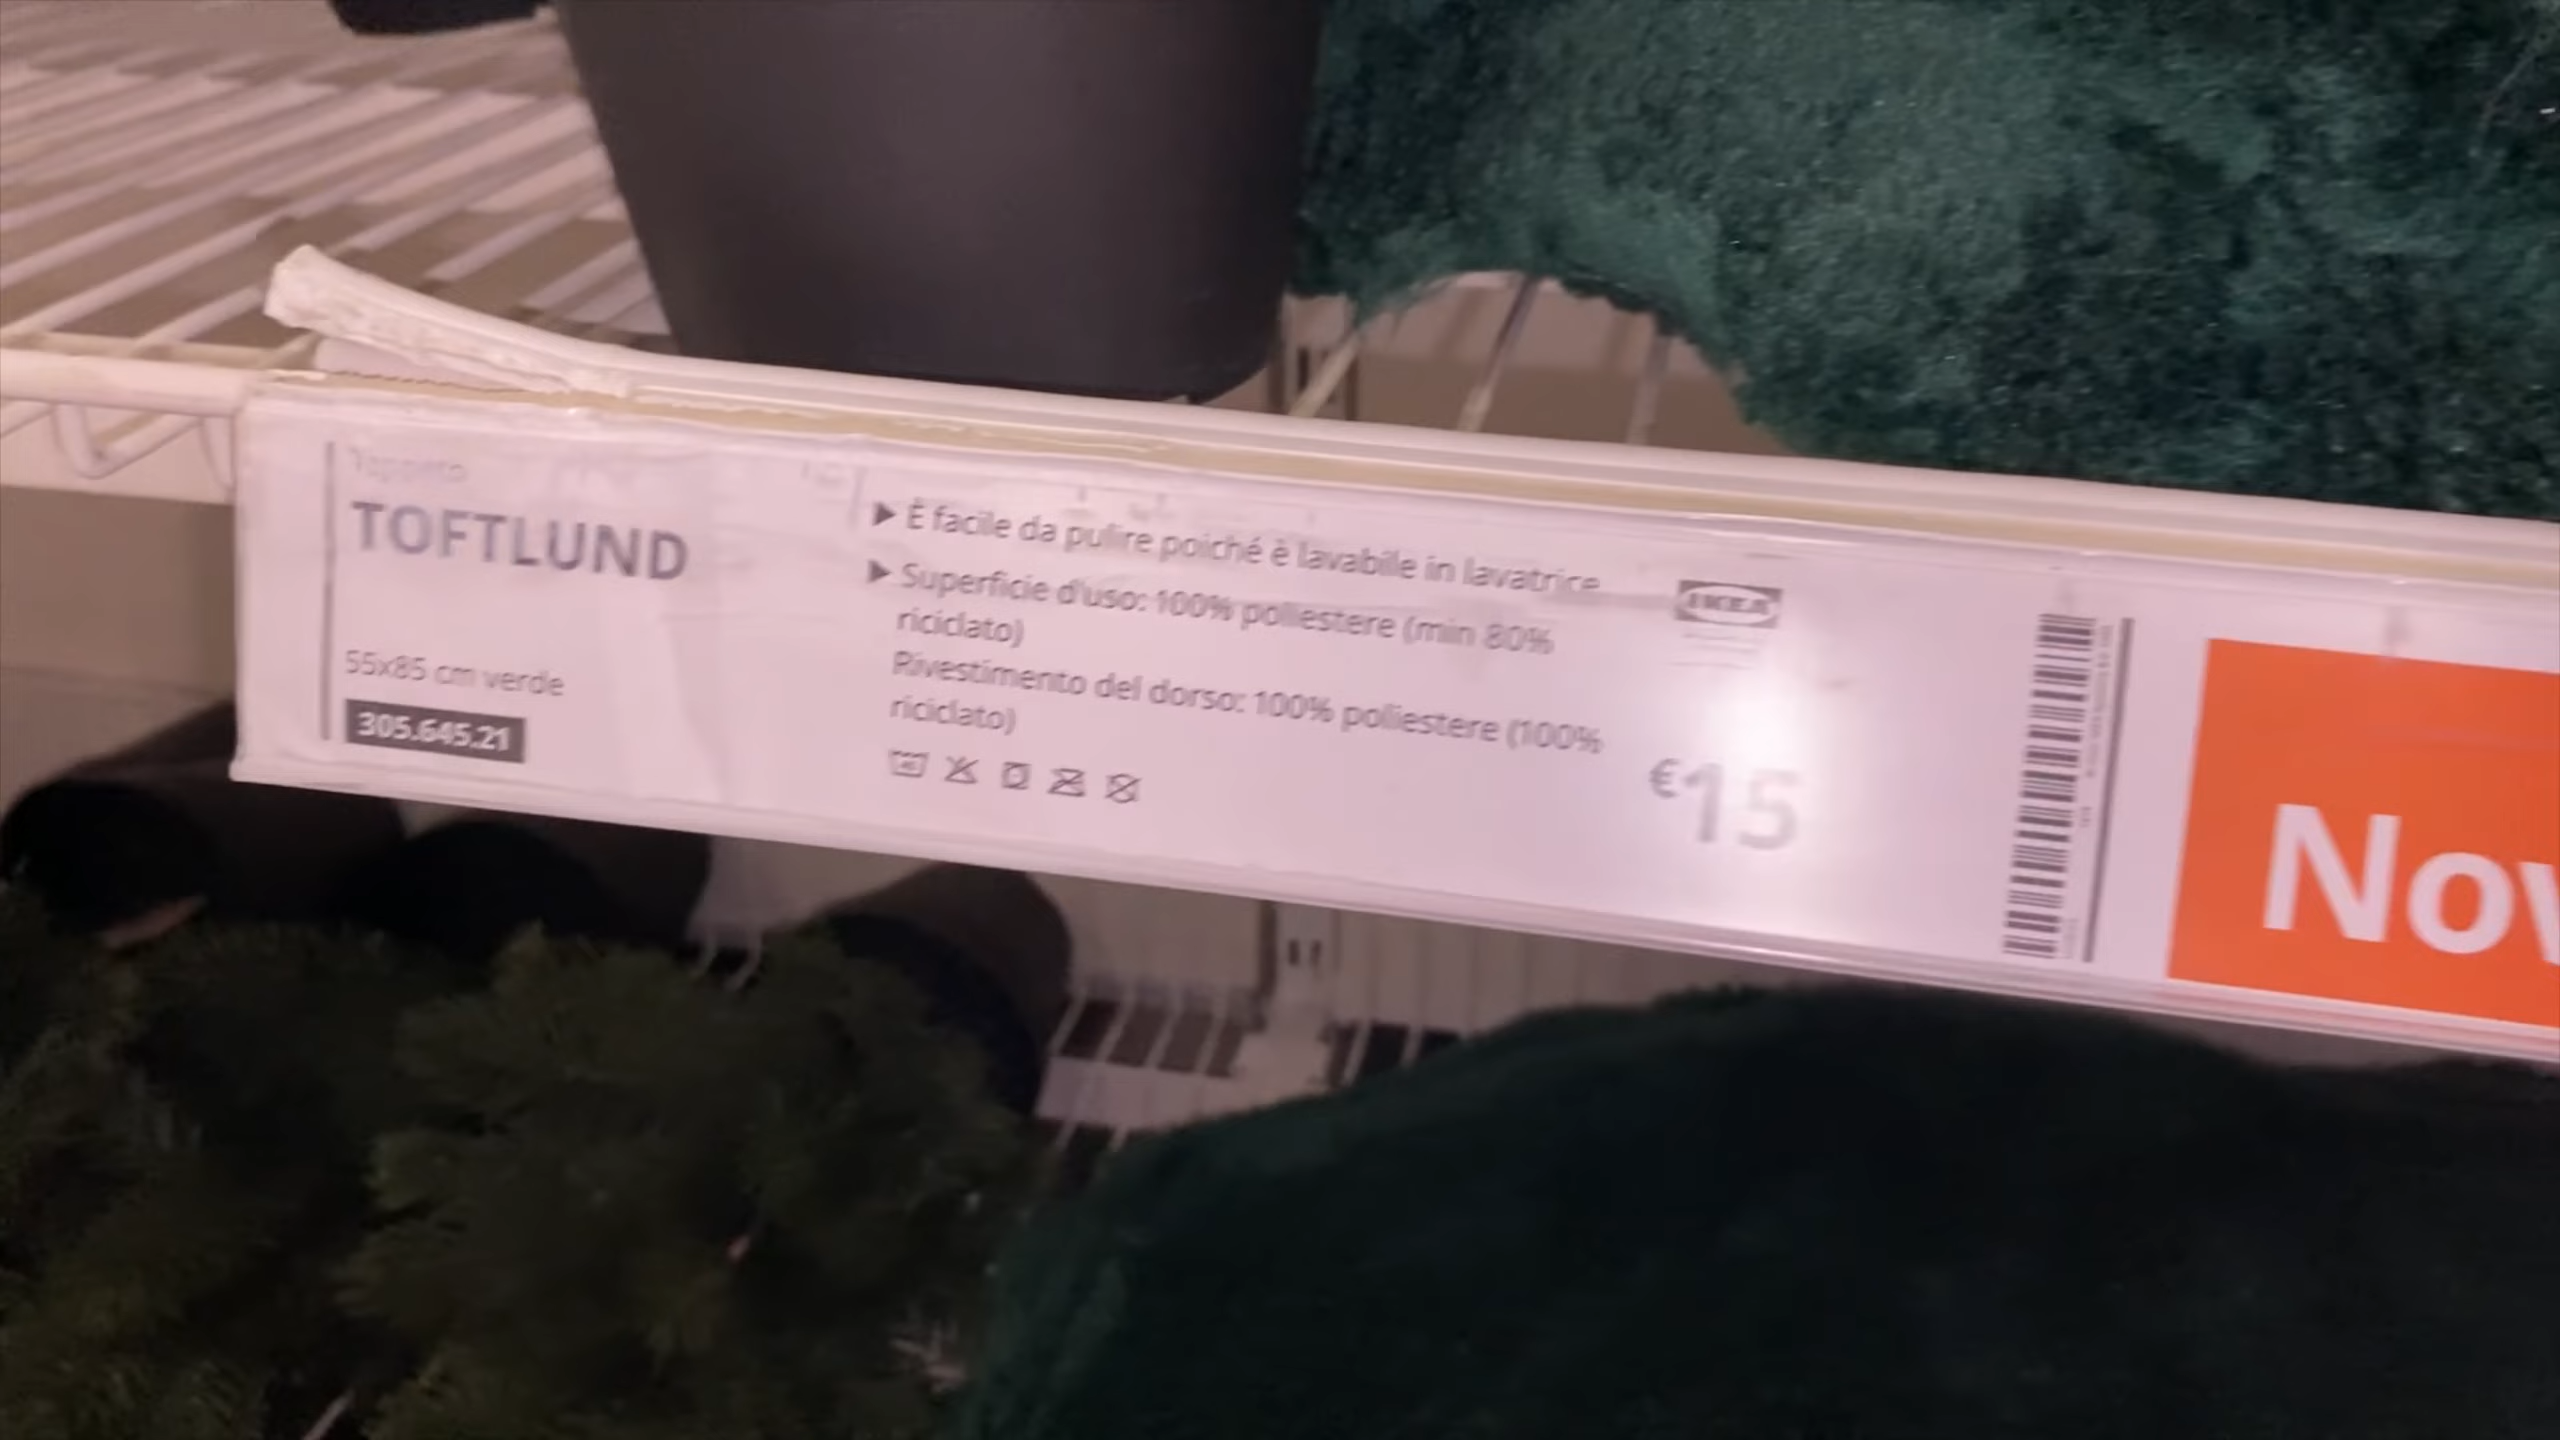 Tappeto
TOFTLUND
55x85 cm verde
305.645.21
▶ È facile da pulire poiché è lavabile in lavatrice.
▶ Superficie d'uso: 100% poliestere (min 80%
riciclato)
Rivestimento del dorso: 100% poliestere (100%
riciclato)
IKEA
€15
Nov